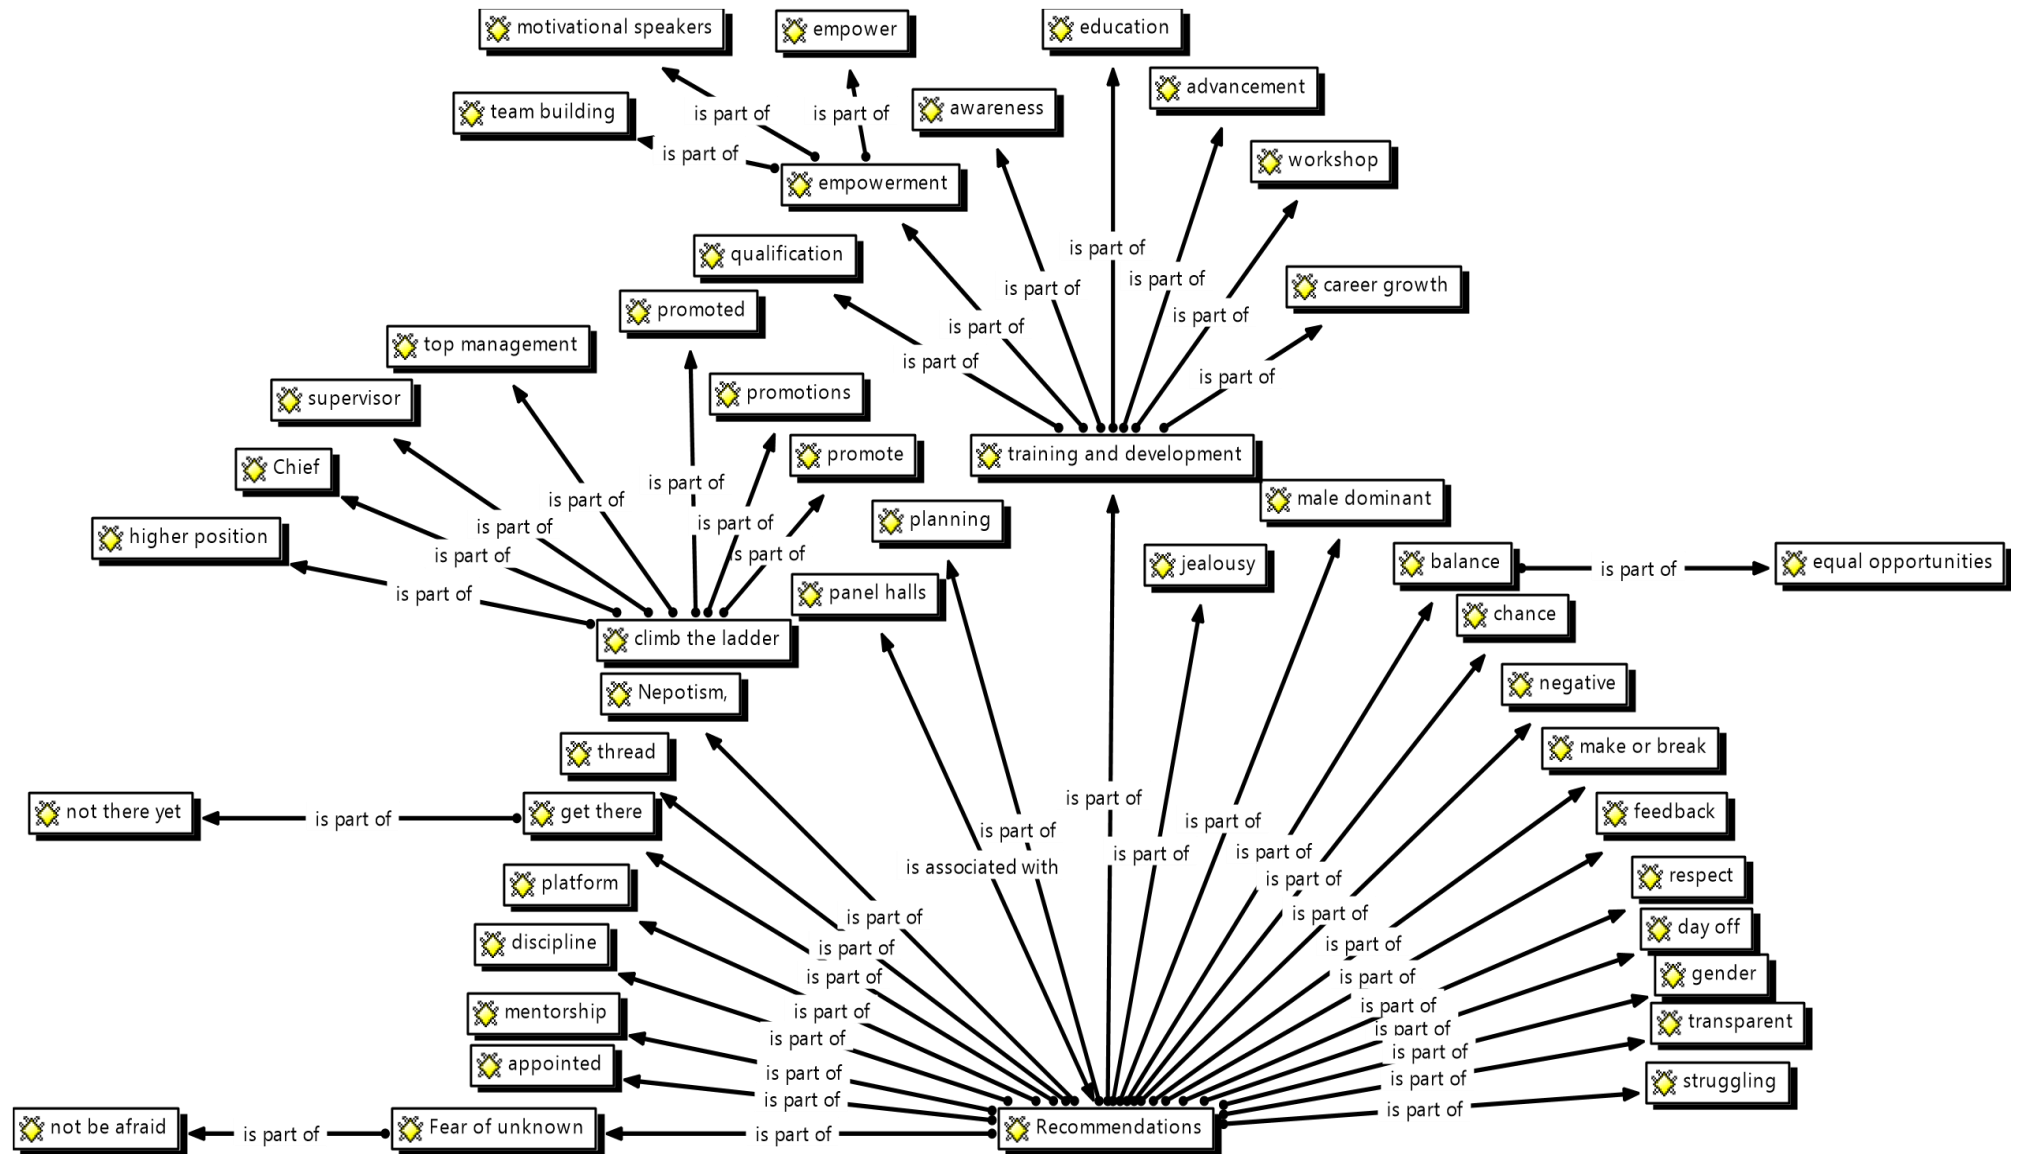 motivational speakers
empower
education
advancement
team building
is part of
is part of
awareness
is part of
workshop
empowerment
qualification
is part of
is part of
is part of
career growth
promoted
is part of
is part of
is part of
top management
is part of
supervisor
promotions
promote
training and development
Chief
is part of
is part of
male dominant
higher position
is part of
is part of
planning
is part of
is part of
jealousy
balance
is part of
equal opportunities
is part of
panel halls
chance
climb the ladder
Nepotism,
negative
thread
make or break
not there yet
is part of
get there
is part of
feedback
is part of
is part of
is part of
is part of
is associated with
platform
is part of
respect
is part of
is part of
day off
discipline
is part of
is part of
is part of
is part of
gender
mentorship
is part of
is part of
transparent
is part of
is part of
appointed
is part of
is part of
struggling
is part of
is part of
not be afraid
is part of
Fear of unknown
is part of
Recommendations